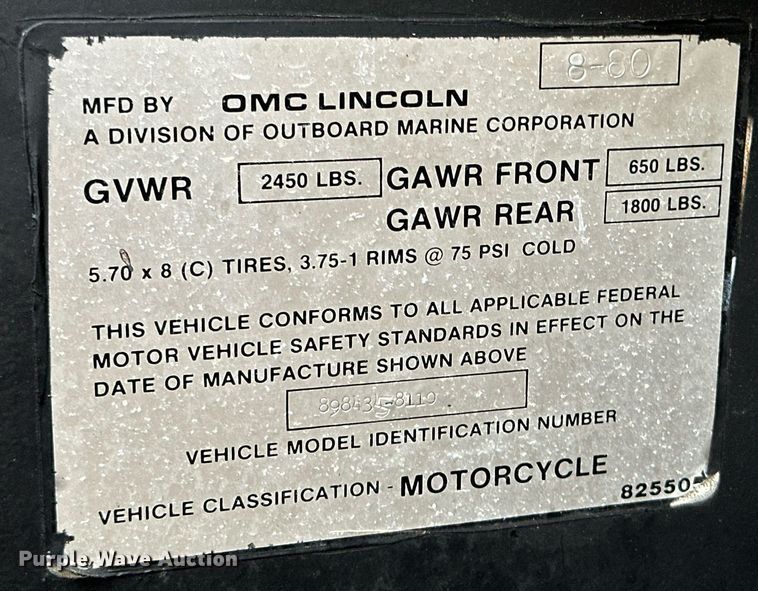 8-80
MFD BY OMC LINCOLN
A DIVISION OF OUTBOARD MARINE CORPORATION
GVWR 2450 LBS. GAWR FRONT 650 LBS.
GAWR REAR 1800 LBS.
5.70 x 8 (C) TIRES, 3.75-1 RIMS @ 75 PSI COLD
THIS VEHICLE CONFORMS TO ALL APPLICABLE FEDERAL
MOTOR VEHICLE SAFETY STANDARDS IN EFFECT ON THE
DATE OF MANUFACTURE SHOWN ABOVE
VEHICLE MODEL IDENTIFICATION NUMBER
VEHICLE CLASSIFICATION - MOTORCYCLE
Purple Wave Auction